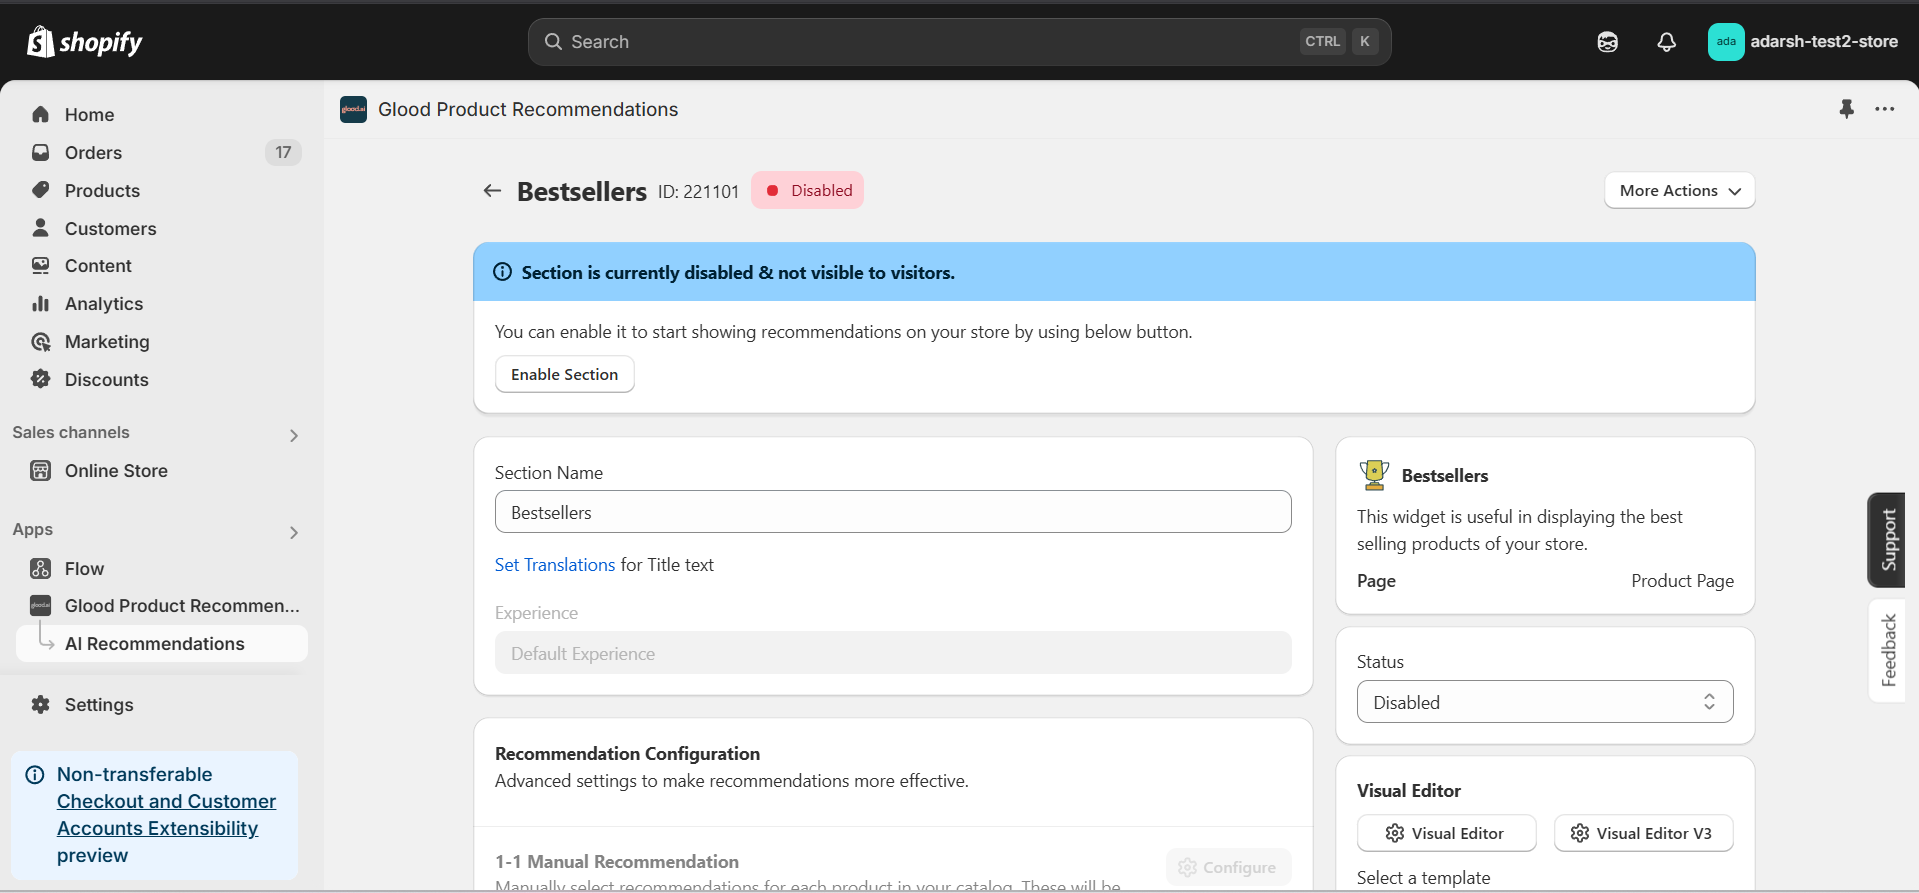 shopify
Search
CTRL K
ada
adarsh-test2-store
Home
Orders
17
Products
Customers
Content
Analytics
Marketing
Discounts
Sales channels
Online Store
Apps
Flow
Glood Product Recommen...
AI Recommendations
Settings
Non-transferable
Checkout and Customer
Accounts Extensibility
preview
glood.ai
Glood Product Recommendations
Bestsellers ID: 221101 Disabled
More Actions
Section is currently disabled & not visible to visitors.
You can enable it to start showing recommendations on your store by using below button.
Enable Section
Section Name
Bestsellers
Set Translations for Title text
Experience
Default Experience
Recommendation Configuration
Advanced settings to make recommendations more effective.
1-1 Manual Recommendation
Configure
Manually select recommendations for each product in your catalog. These will be
Bestsellers
This widget is useful in displaying the best
selling products of your store.
Page Product Page
Status
Disabled
Visual Editor
Visual Editor
Visual Editor V3
Select a template
Support
Feedback